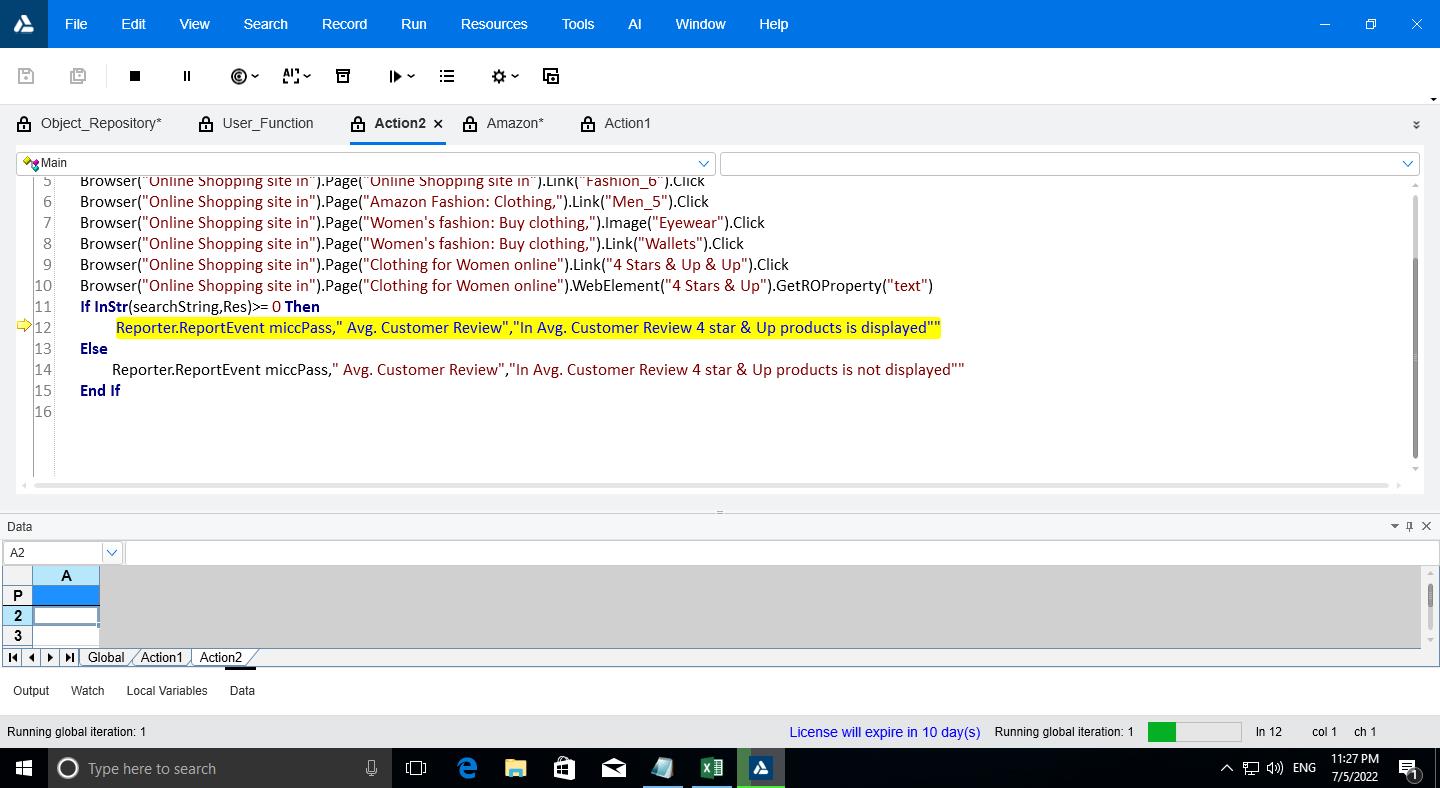 File Edit View Search Record Run Resources Tools AI Window Help
Object_Repository* User_Function Action2 Amazon* Action1
Main
5 Browser("Online Shopping site in").Page("Online Shopping site in").Link("Fashion_6").Click
6 Browser("Online Shopping site in").Page("Amazon Fashion: Clothing,").Link("Men_5").Click
7 Browser("Online Shopping site in").Page("Women's fashion: Buy clothing,").Image("Eyewear").Click
8 Browser("Online Shopping site in").Page("Women's fashion: Buy clothing,").Link("Wallets").Click
9 Browser("Online Shopping site in").Page("Clothing for Women online").Link("4 Stars & Up & Up").Click
10 Browser("Online Shopping site in").Page("Clothing for Women online").WebElement("4 Stars & Up").GetROProperty("text")
11 If InStr(searchString,Res)>= 0 Then
12 Reporter.ReportEvent miccPass," Avg. Customer Review","In Avg. Customer Review 4 star & Up products is displayed""
13 Else
14 Reporter.ReportEvent miccPass," Avg. Customer Review","In Avg. Customer Review 4 star & Up products is not displayed""
15 End If
16
Data
A2
A
P
2
3
Global Action1 Action2
Output Watch Local Variables Data
Running global iteration: 1 License will expire in 10 day(s) Running global iteration: 1 ln 12 col 1 ch 1
Type here to search ENG 11:27 PM
7/5/2022 1